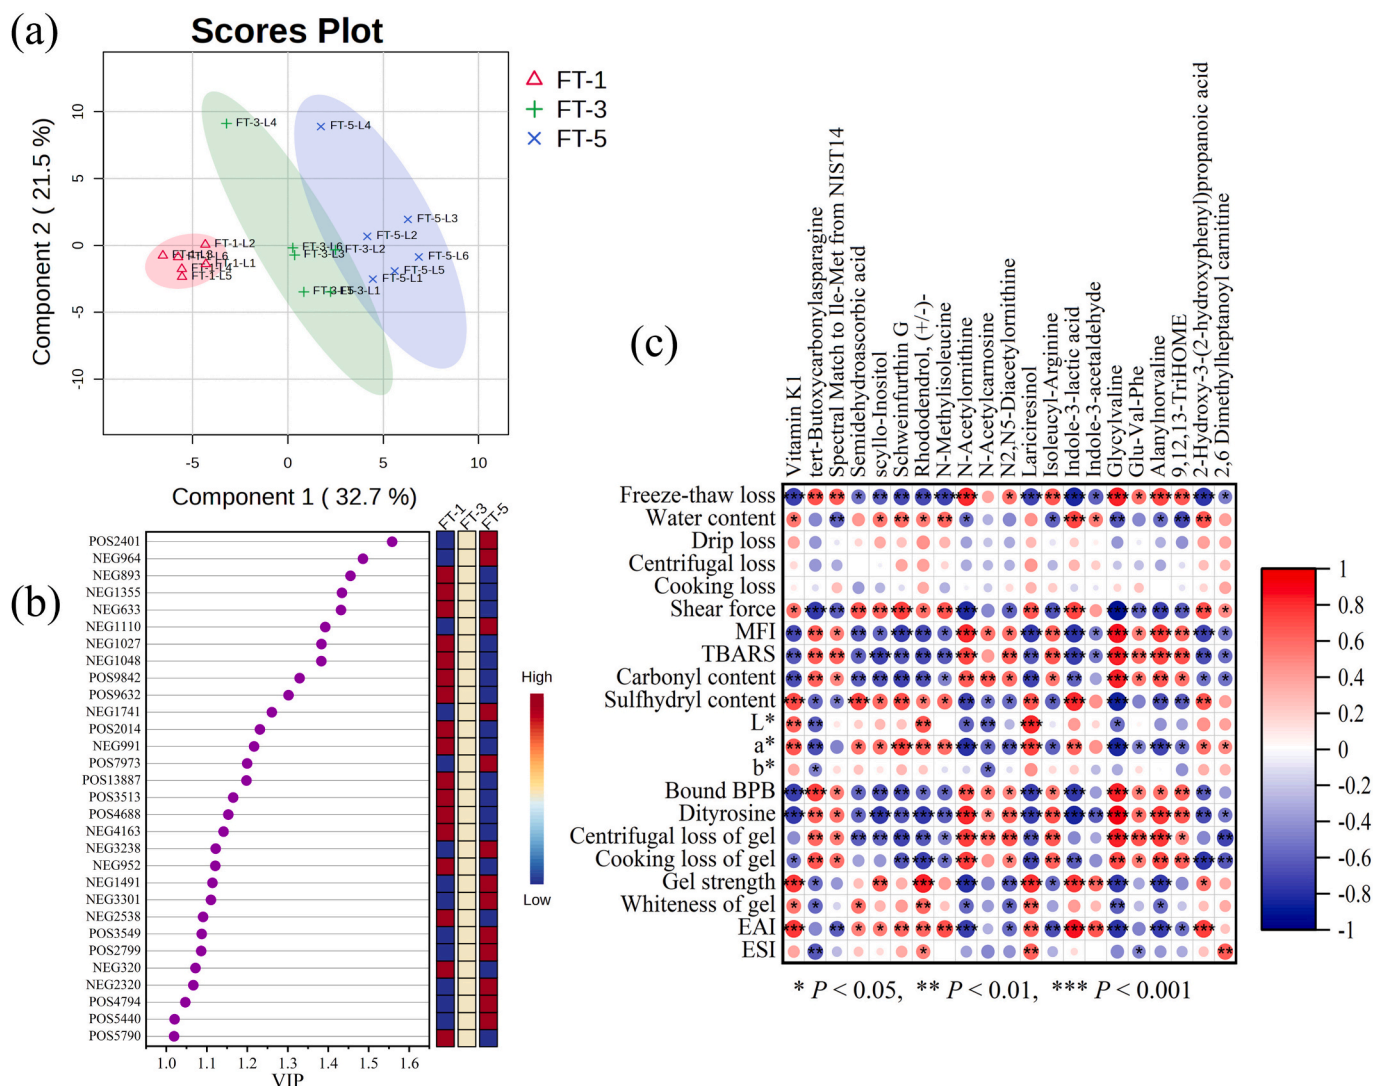 (a)
Scores Plot
Component 2 ( 21.5 %)
10
5
0
-5
-10
FT-3-L4
FT-5-L4
FT-5-L3
FT-5-L2
FT-1-L2
FT-3-L6
FT-3-L2
FT-3-L3
FT-5-L6
FT-1-L6
FT-1-L1
FT-1-L4
FT-1-L5
FT-5-L5
FT-5-L1
FT-3-L1
-5
0
5
10
Component 1 ( 32.7 %)
FT-1
FT-3
FT-5
(b)
FT-1
FT-3
FT-5
POS2401
NEG964
NEG893
NEG1355
NEG633
NEG1110
NEG1027
NEG1048
POS9842
POS9632
NEG1741
POS2014
NEG991
POS7973
POS13887
POS3513
POS4688
NEG4163
NEG3238
NEG952
NEG1491
NEG3301
NEG2538
POS3549
POS2799
NEG320
NEG2320
POS4794
POS5440
POS5790
1.0 1.1 1.2 1.3 1.4 1.5 1.6
VIP
High
Low
(c)
Vitamin K1
tert-Butoxycarbonylasparagine
Spectral Match to Ile-Met from NIST14
Semidehydroascorbic acid
scyllo-Inositol
Schweinfurthin G
Rhododendrol, (+/-)-
N-Methylisoleucine
N-Acetylornithine
N-Acetylcarnosine
N2,N5-Diacetylornithine
Lariciresinol
Isoleucyl-Arginine
Indole-3-lactic acid
Indole-3-acetaldehyde
Glycylvaline
Glu-Val-Phe
Alanylnorvaline
9,12,13-TriHOME
2-Hydroxy-3-(2-hydroxyphenyl)propanoic acid
2,6 Dimethylheptanoyl carnitine
Freeze-thaw loss
Water content
Drip loss
Centrifugal loss
Cooking loss
Shear force
MFI
TBARS
Carbonyl content
Sulfhydryl content
L*
a*
b*
Bound BPB
Dityrosine
Centrifugal loss of gel
Cooking loss of gel
Gel strength
Whiteness of gel
EAI
ESI
1
0.8
0.6
0.4
0.2
0
-0.2
-0.4
-0.6
-0.8
-1
* P < 0.05, ** P < 0.01, *** P < 0.001